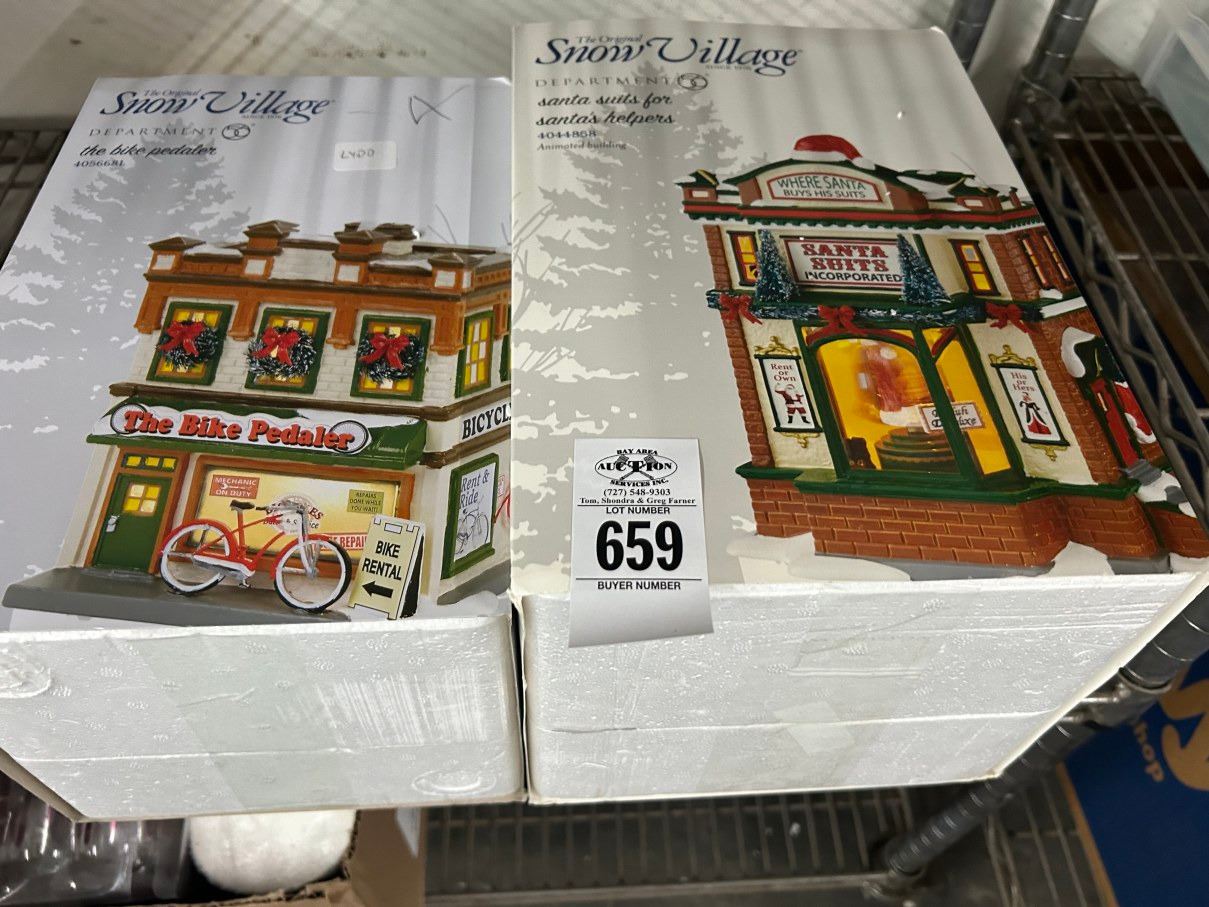 The Original
Snow Village
SINCE 1976
DEPARTMENT 56
the bike pedaler
4056681
L400
The Bike Pedaler
BICYCL
MECHANIC
ON DUTY
REPAIRS
DONE WHILE
YOU WAIT!
REPAI
BIKE
RENTAL
Rent &
Ride
The Original
Snow Village
SINCE 1976
DEPARTMENT 56
santa suits for
santa's helpers
4044858
Animated building
WHERE SANTA
BUYS HIS SUITS
SANTA
SUITS
INCORPORATED
Rent
or
Own
His
or
Hers
BAY AREA
AUCTION
SERVICES INC.
(727) 548-9303
Tom, Shondra & Greg Farner
LOT NUMBER
659
BUYER NUMBER
hop